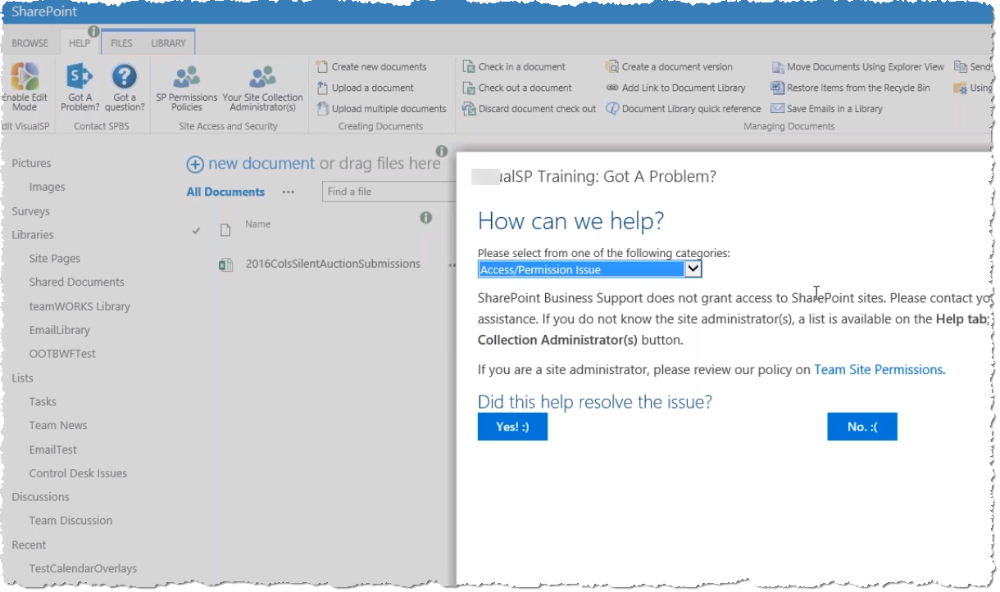 SharePoint
BROWSE HELP FILES LIBRARY
Enable Edit Mode
Got A Problem?
Got a question?
SP Permissions Policies
Your Site Collection Administrator(s)
Create new documents
Upload a document
Upload multiple documents
Check in a document
Check out a document
Discard document check out
Create a document version
Add Link to Document Library
Document Library quick reference
Move Documents Using Explorer View
Restore Items from the Recycle Bin
Save Emails in a Library
Send
Using
dit VisualSP
Contact SPBS
Site Access and Security
Creating Documents
Managing Documents
Pictures
Images
Surveys
Libraries
Site Pages
Shared Documents
teamWORKS Library
EmailLibrary
OOTBWFTest
Lists
Tasks
Team News
EmailTest
Control Desk Issues
Discussions
Team Discussion
Recent
TestCalendarOverlays
new document or drag files here
All Documents ... Find a file
Name
2016ColsSilentAuctionSubmissions ...
ualSP Training: Got A Problem?
How can we help?
Please select from one of the following categories:
Access/Permission Issue
SharePoint Business Support does not grant access to SharePoint sites. Please contact yo
assistance. If you do not know the site administrator(s), a list is available on the Help tab;
Collection Administrator(s) button.
If you are a site administrator, please review our policy on Team Site Permissions.
Did this help resolve the issue?
Yes! :)
No. :(